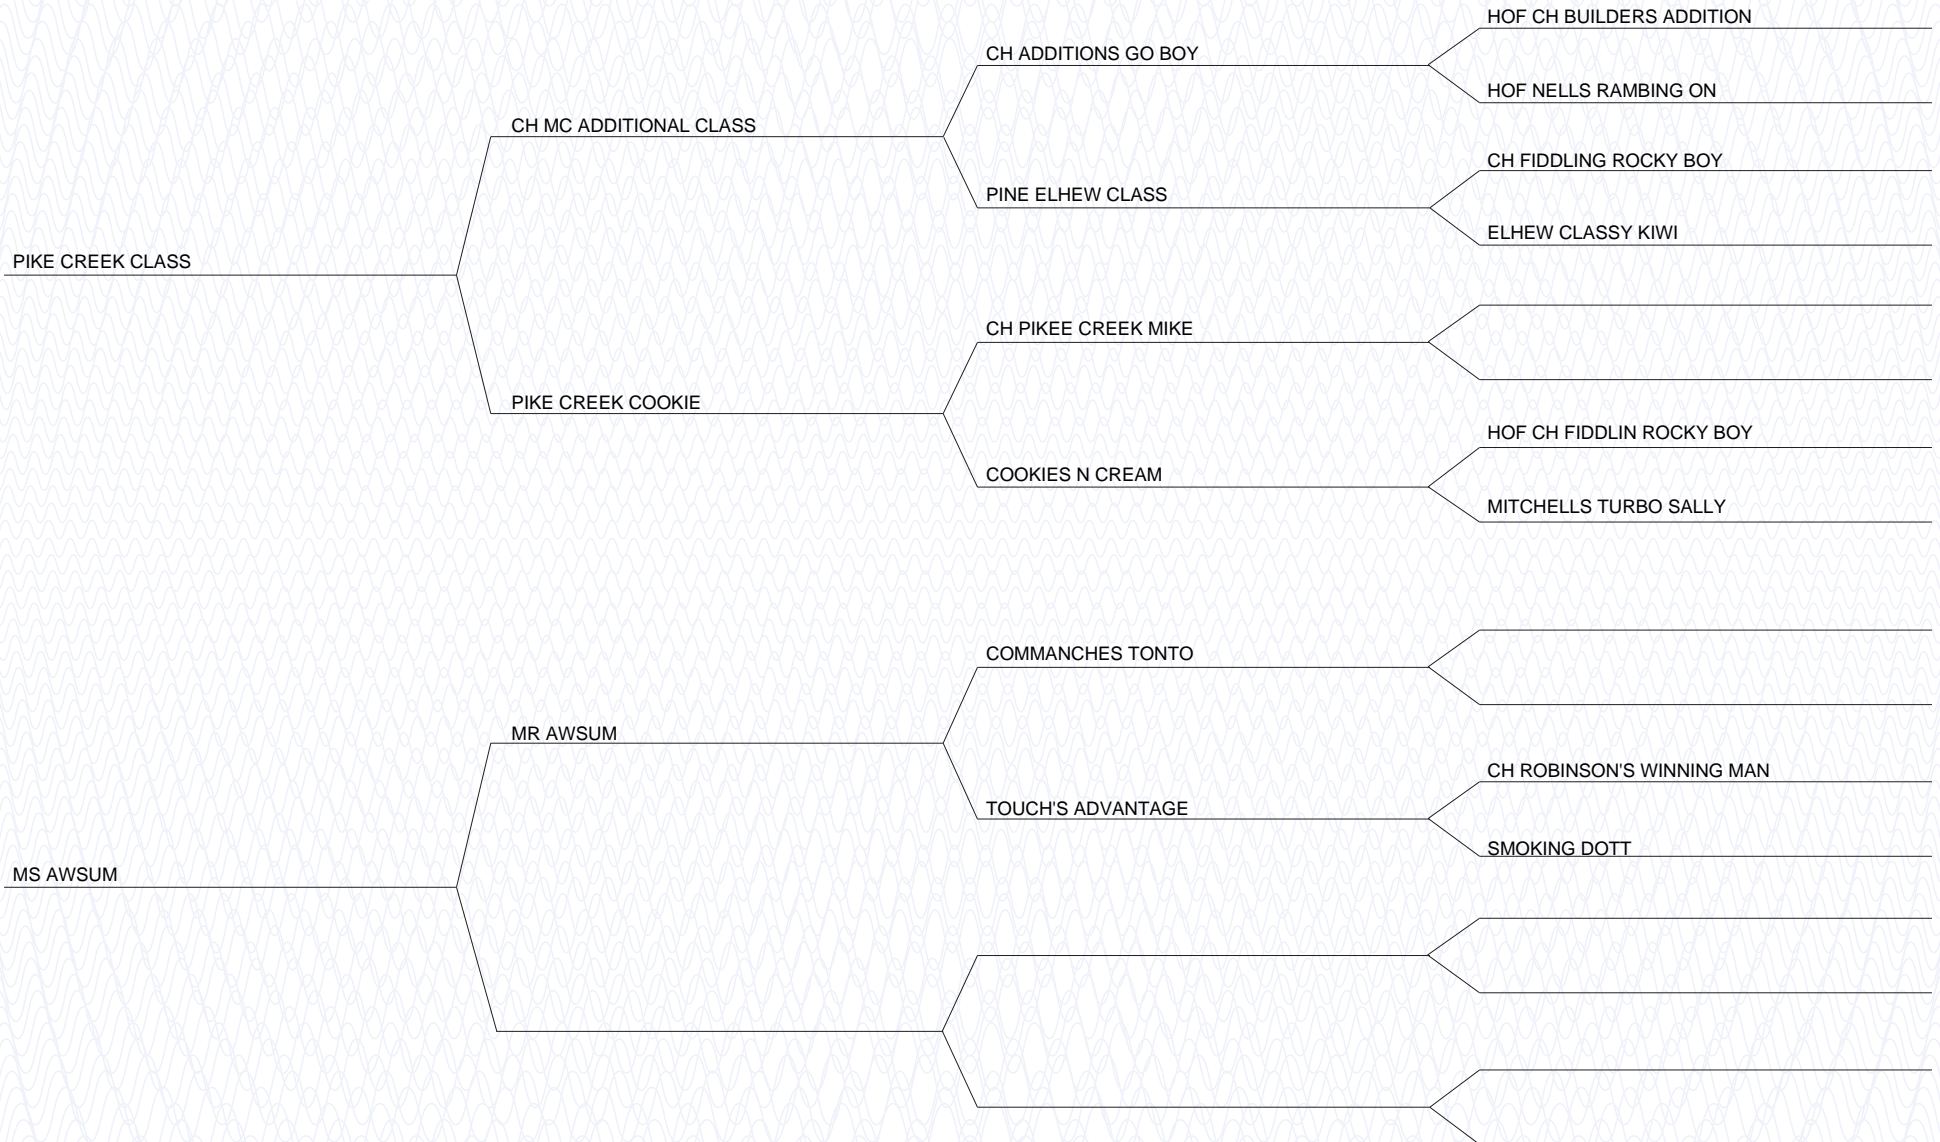 HOF CH BUILDERS ADDITION
CH ADDITIONS GO BOY
HOF NELLS RAMBING ON
CH MC ADDITIONAL CLASS
CH FIDDLING ROCKY BOY
PINE ELHEW CLASS
ELHEW CLASSY KIWI
PIKE CREEK CLASS
CH PIKEE CREEK MIKE
PIKE CREEK COOKIE
HOF CH FIDDLIN ROCKY BOY
COOKIES N CREAM
MITCHELLS TURBO SALLY
COMMANCHES TONTO
MR AWSUM
CH ROBINSON'S WINNING MAN
TOUCH'S ADVANTAGE
SMOKING DOTT
MS AWSUM